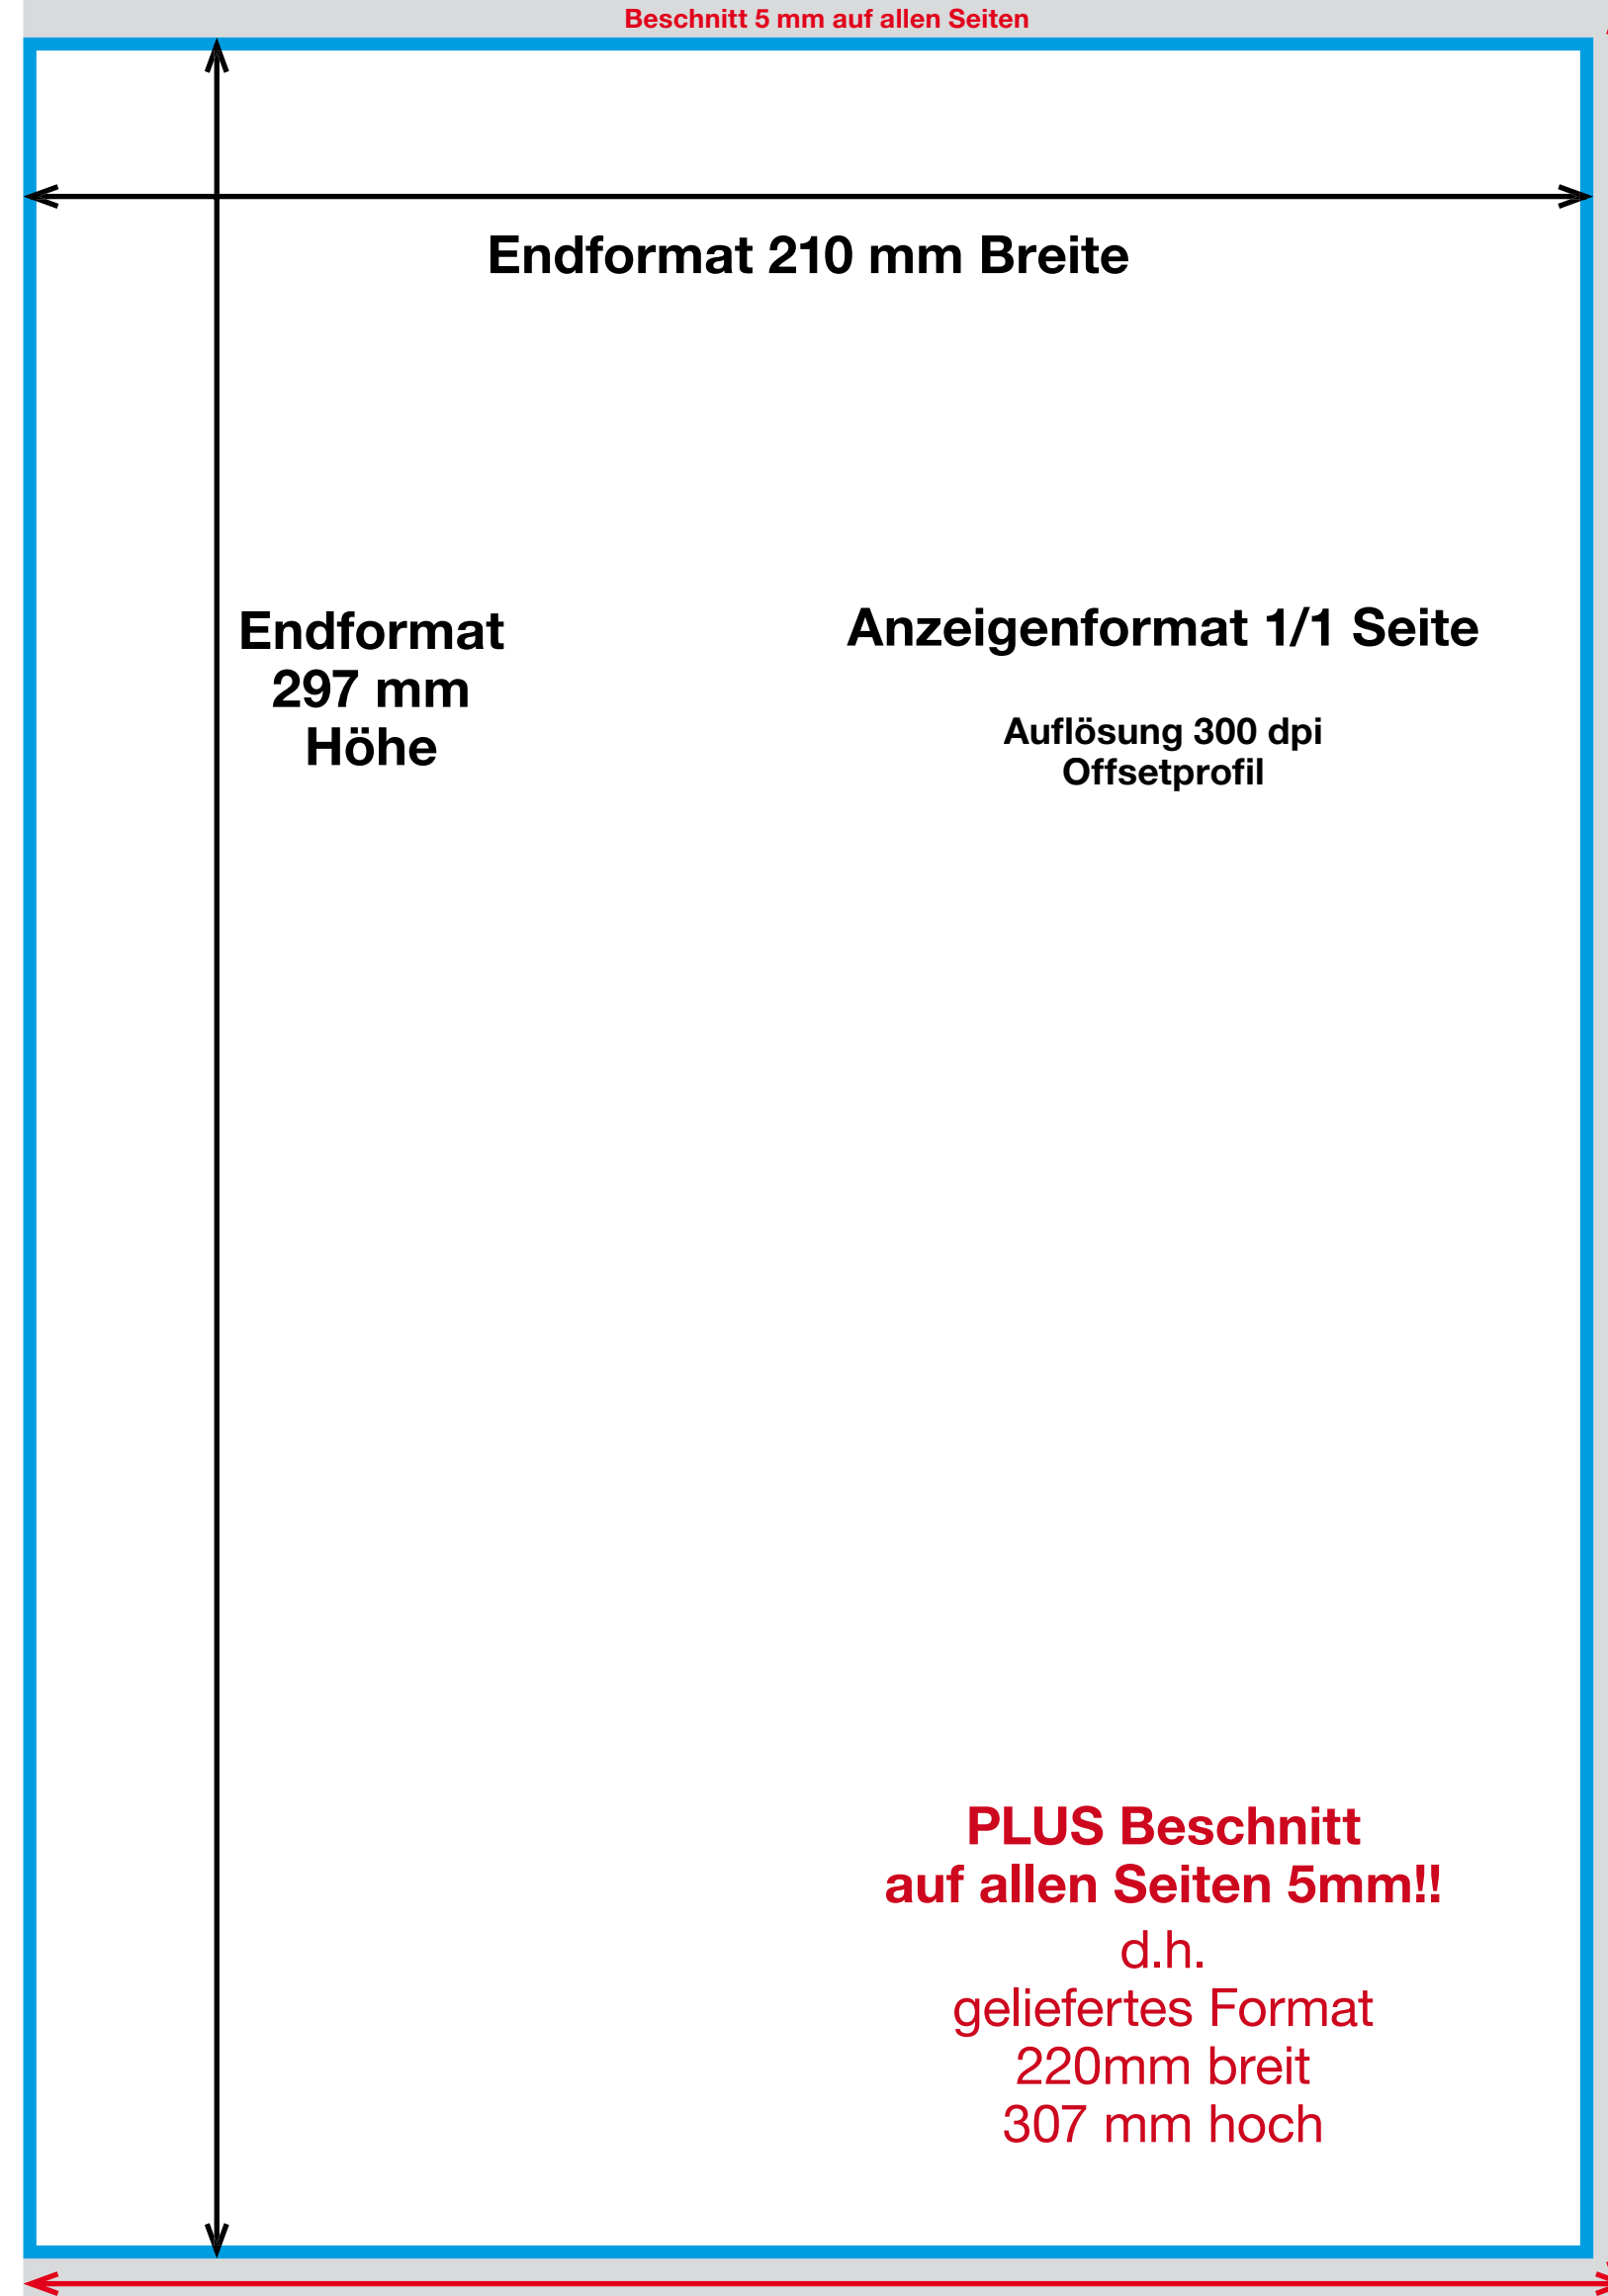 Beschnitt 5 mm auf allen Seiten
Endformat 210 mm Breite
Endformat
297 mm
Höhe
Anzeigenformat 1/1 Seite
Auflösung 300 dpi
Offsetprofil
PLUS Beschnitt
auf allen Seiten 5mm!!
d.h.
geliefertes Format
220mm breit
307 mm hoch